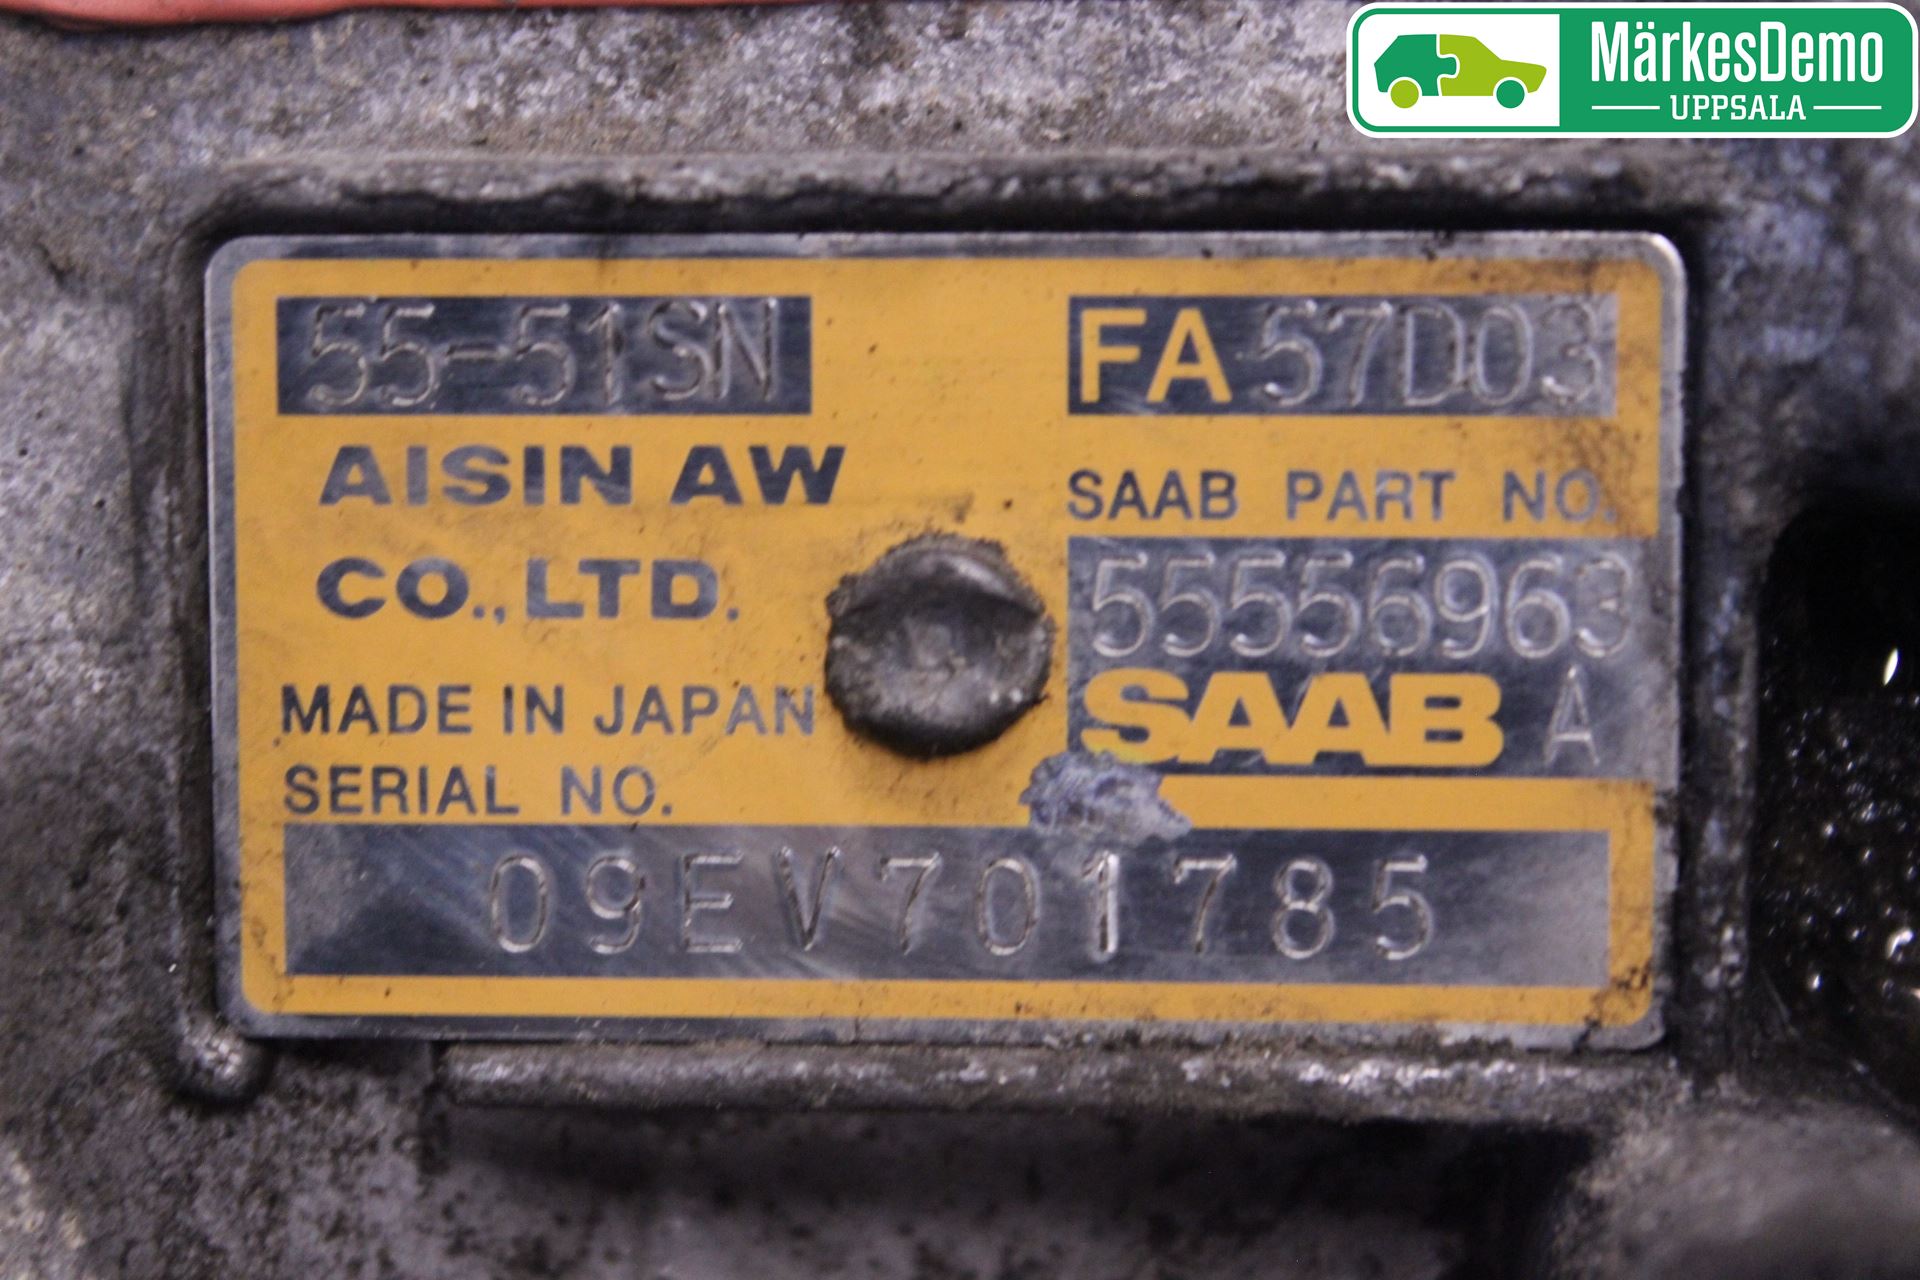 MärkesDemo
UPPSALA
55-51SN
FA 57D03
AISIN AW
CO., LTD.
SAAB PART NO.
55556963
SAAB A
MADE IN JAPAN
SERIAL NO.
09EV701785